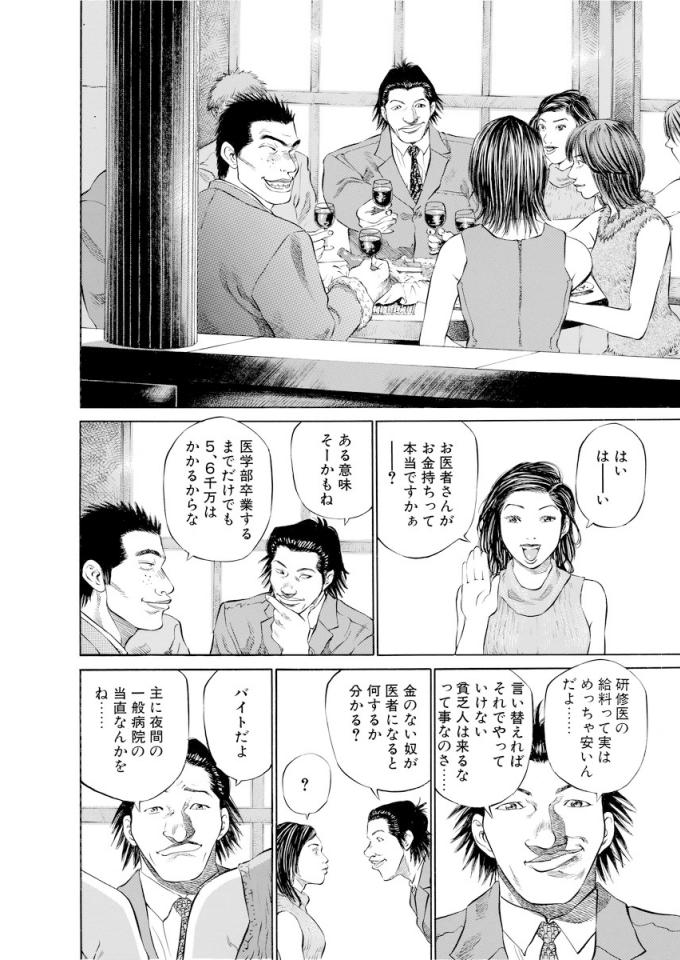 はい
はーーい
お医者さんが
お金持ちって
本当ですかぁ
――？
ある意味
そーかもね
医学部卒業する
までだけでも
５、６千万は
かかるからな
研修医の
給料って実は
めっちゃ安いん
だよ……
言い替えれば
それでやって
いけない
貧乏人は来るな
って事なのさ……
金のない奴が
医者になると
何するか
分かる？
？
バイトだよ
主に夜間の
一般病院の
当直なんかを
ね……